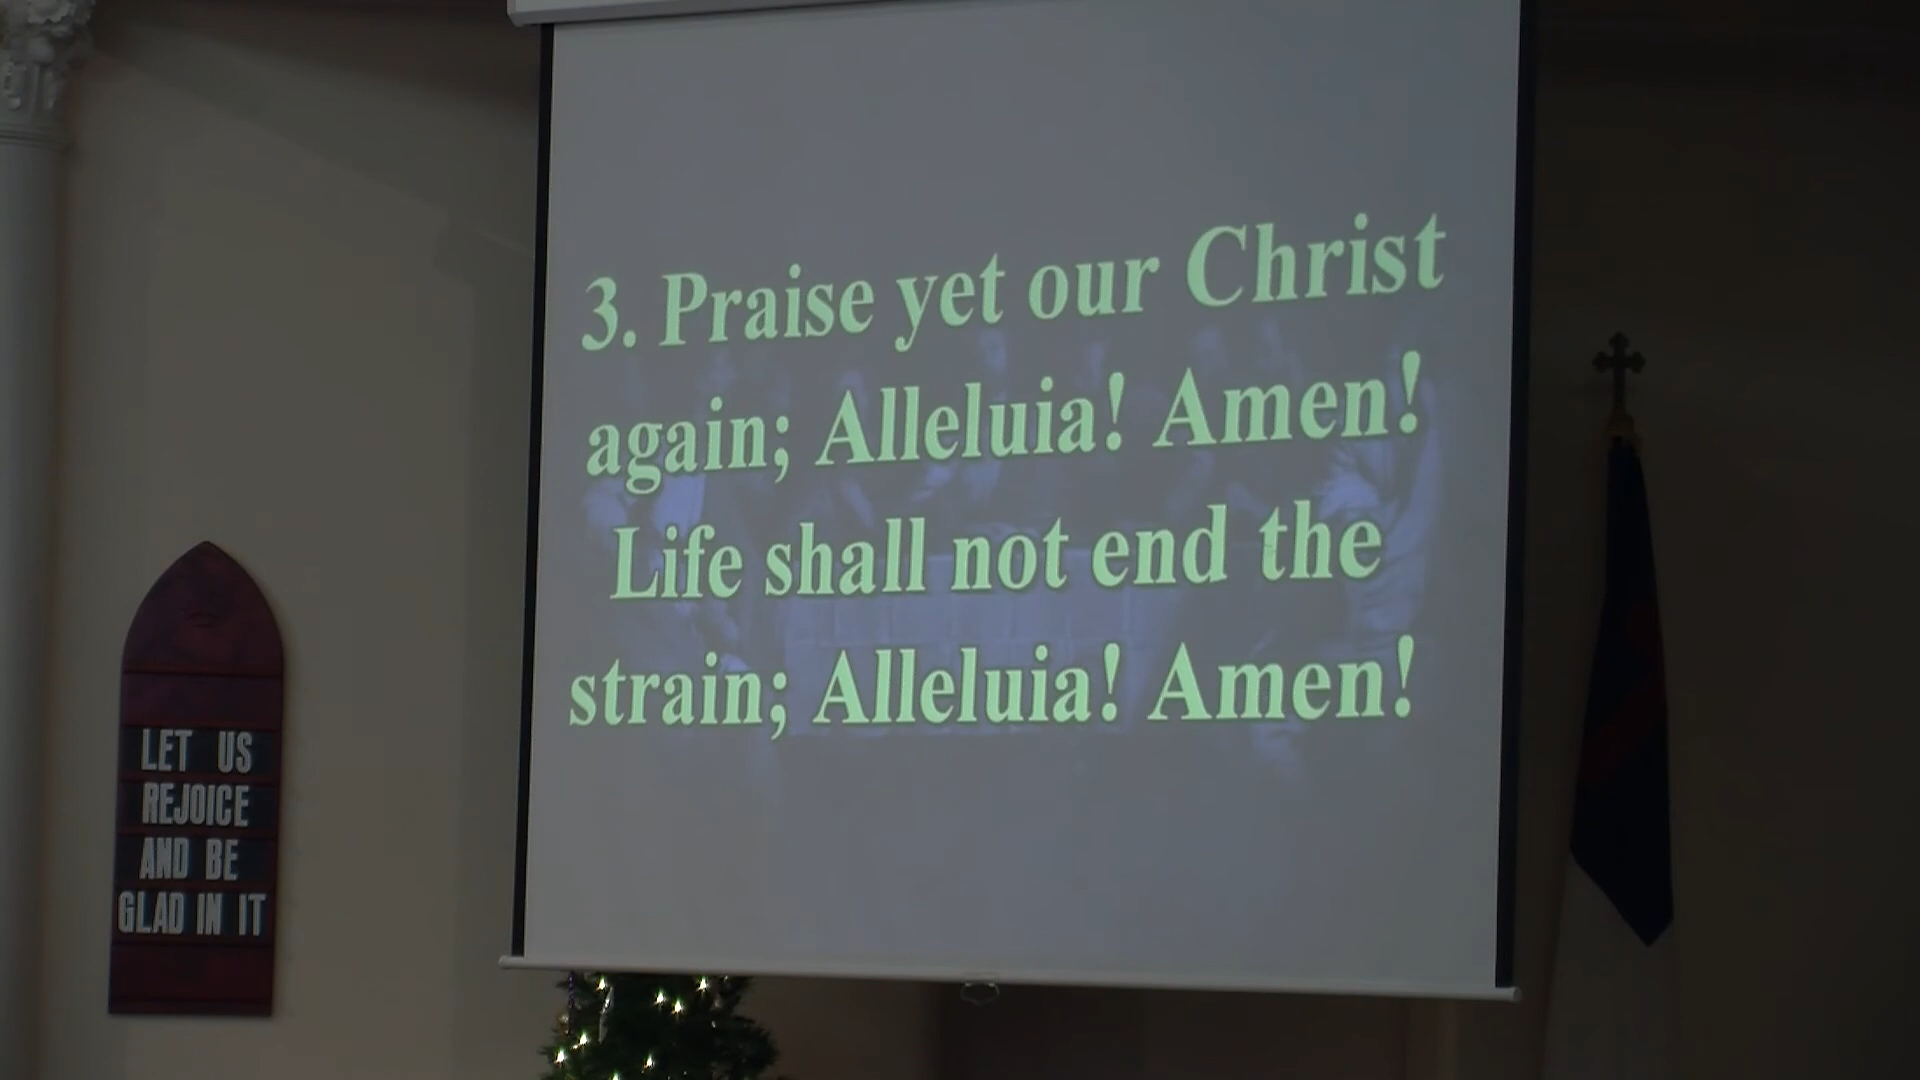 3. Praise yet our Christ
again; Alleluia! Amen!
Life shall not end the
strain; Alleluia! Amen!
LET US
REJOICE
AND BE
GLAD IN IT